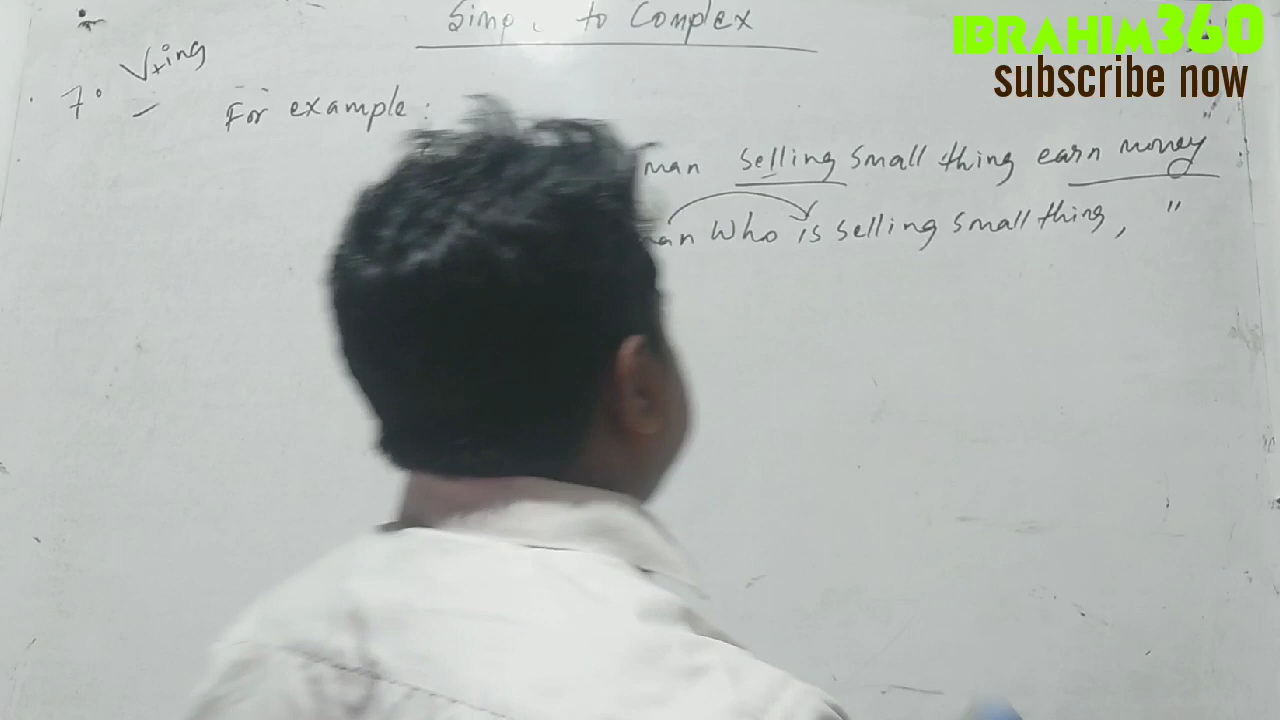 Simp to Complex
IBRAHIM360
subscribe now
V+ing
7°
For example :
man selling small thing earn money"
man who is selling small thing, "